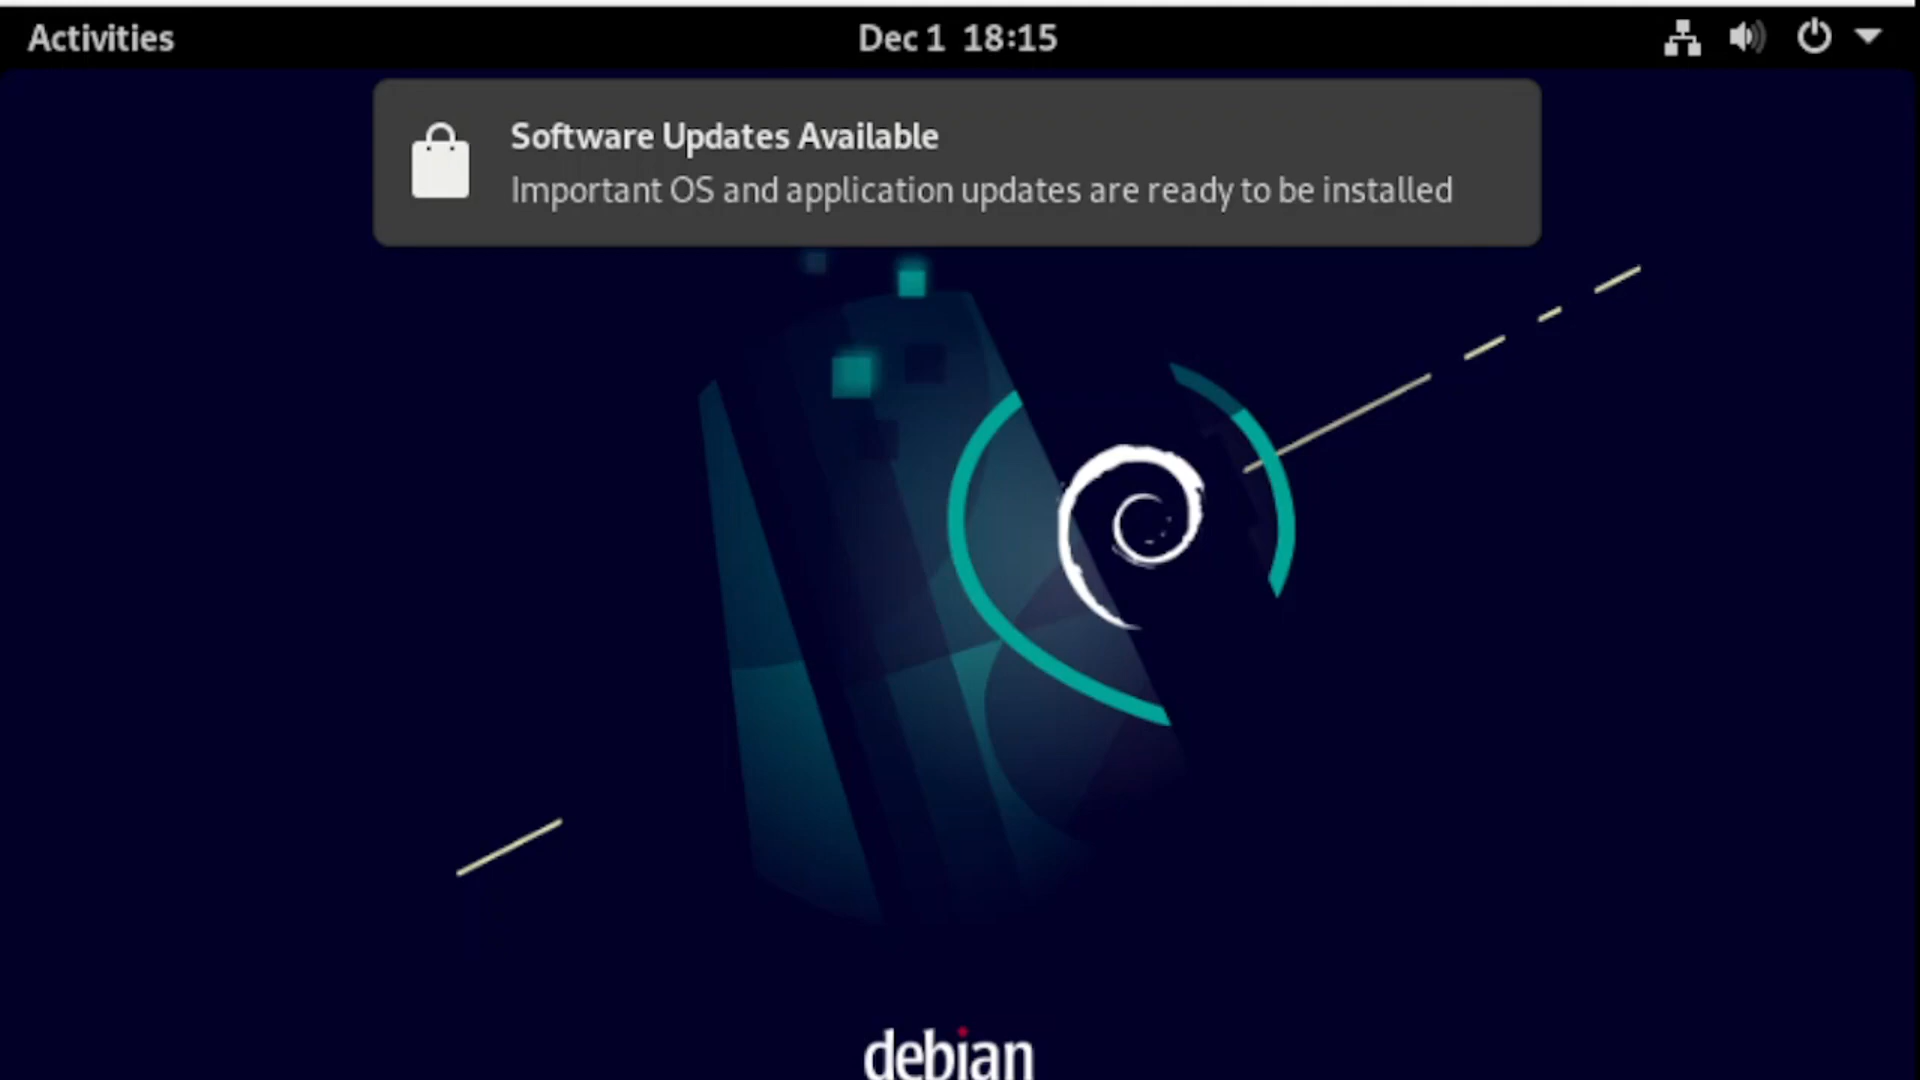 Activities
Dec 1 18:15
Software Updates Available
Important OS and application updates are ready to be installed
debian